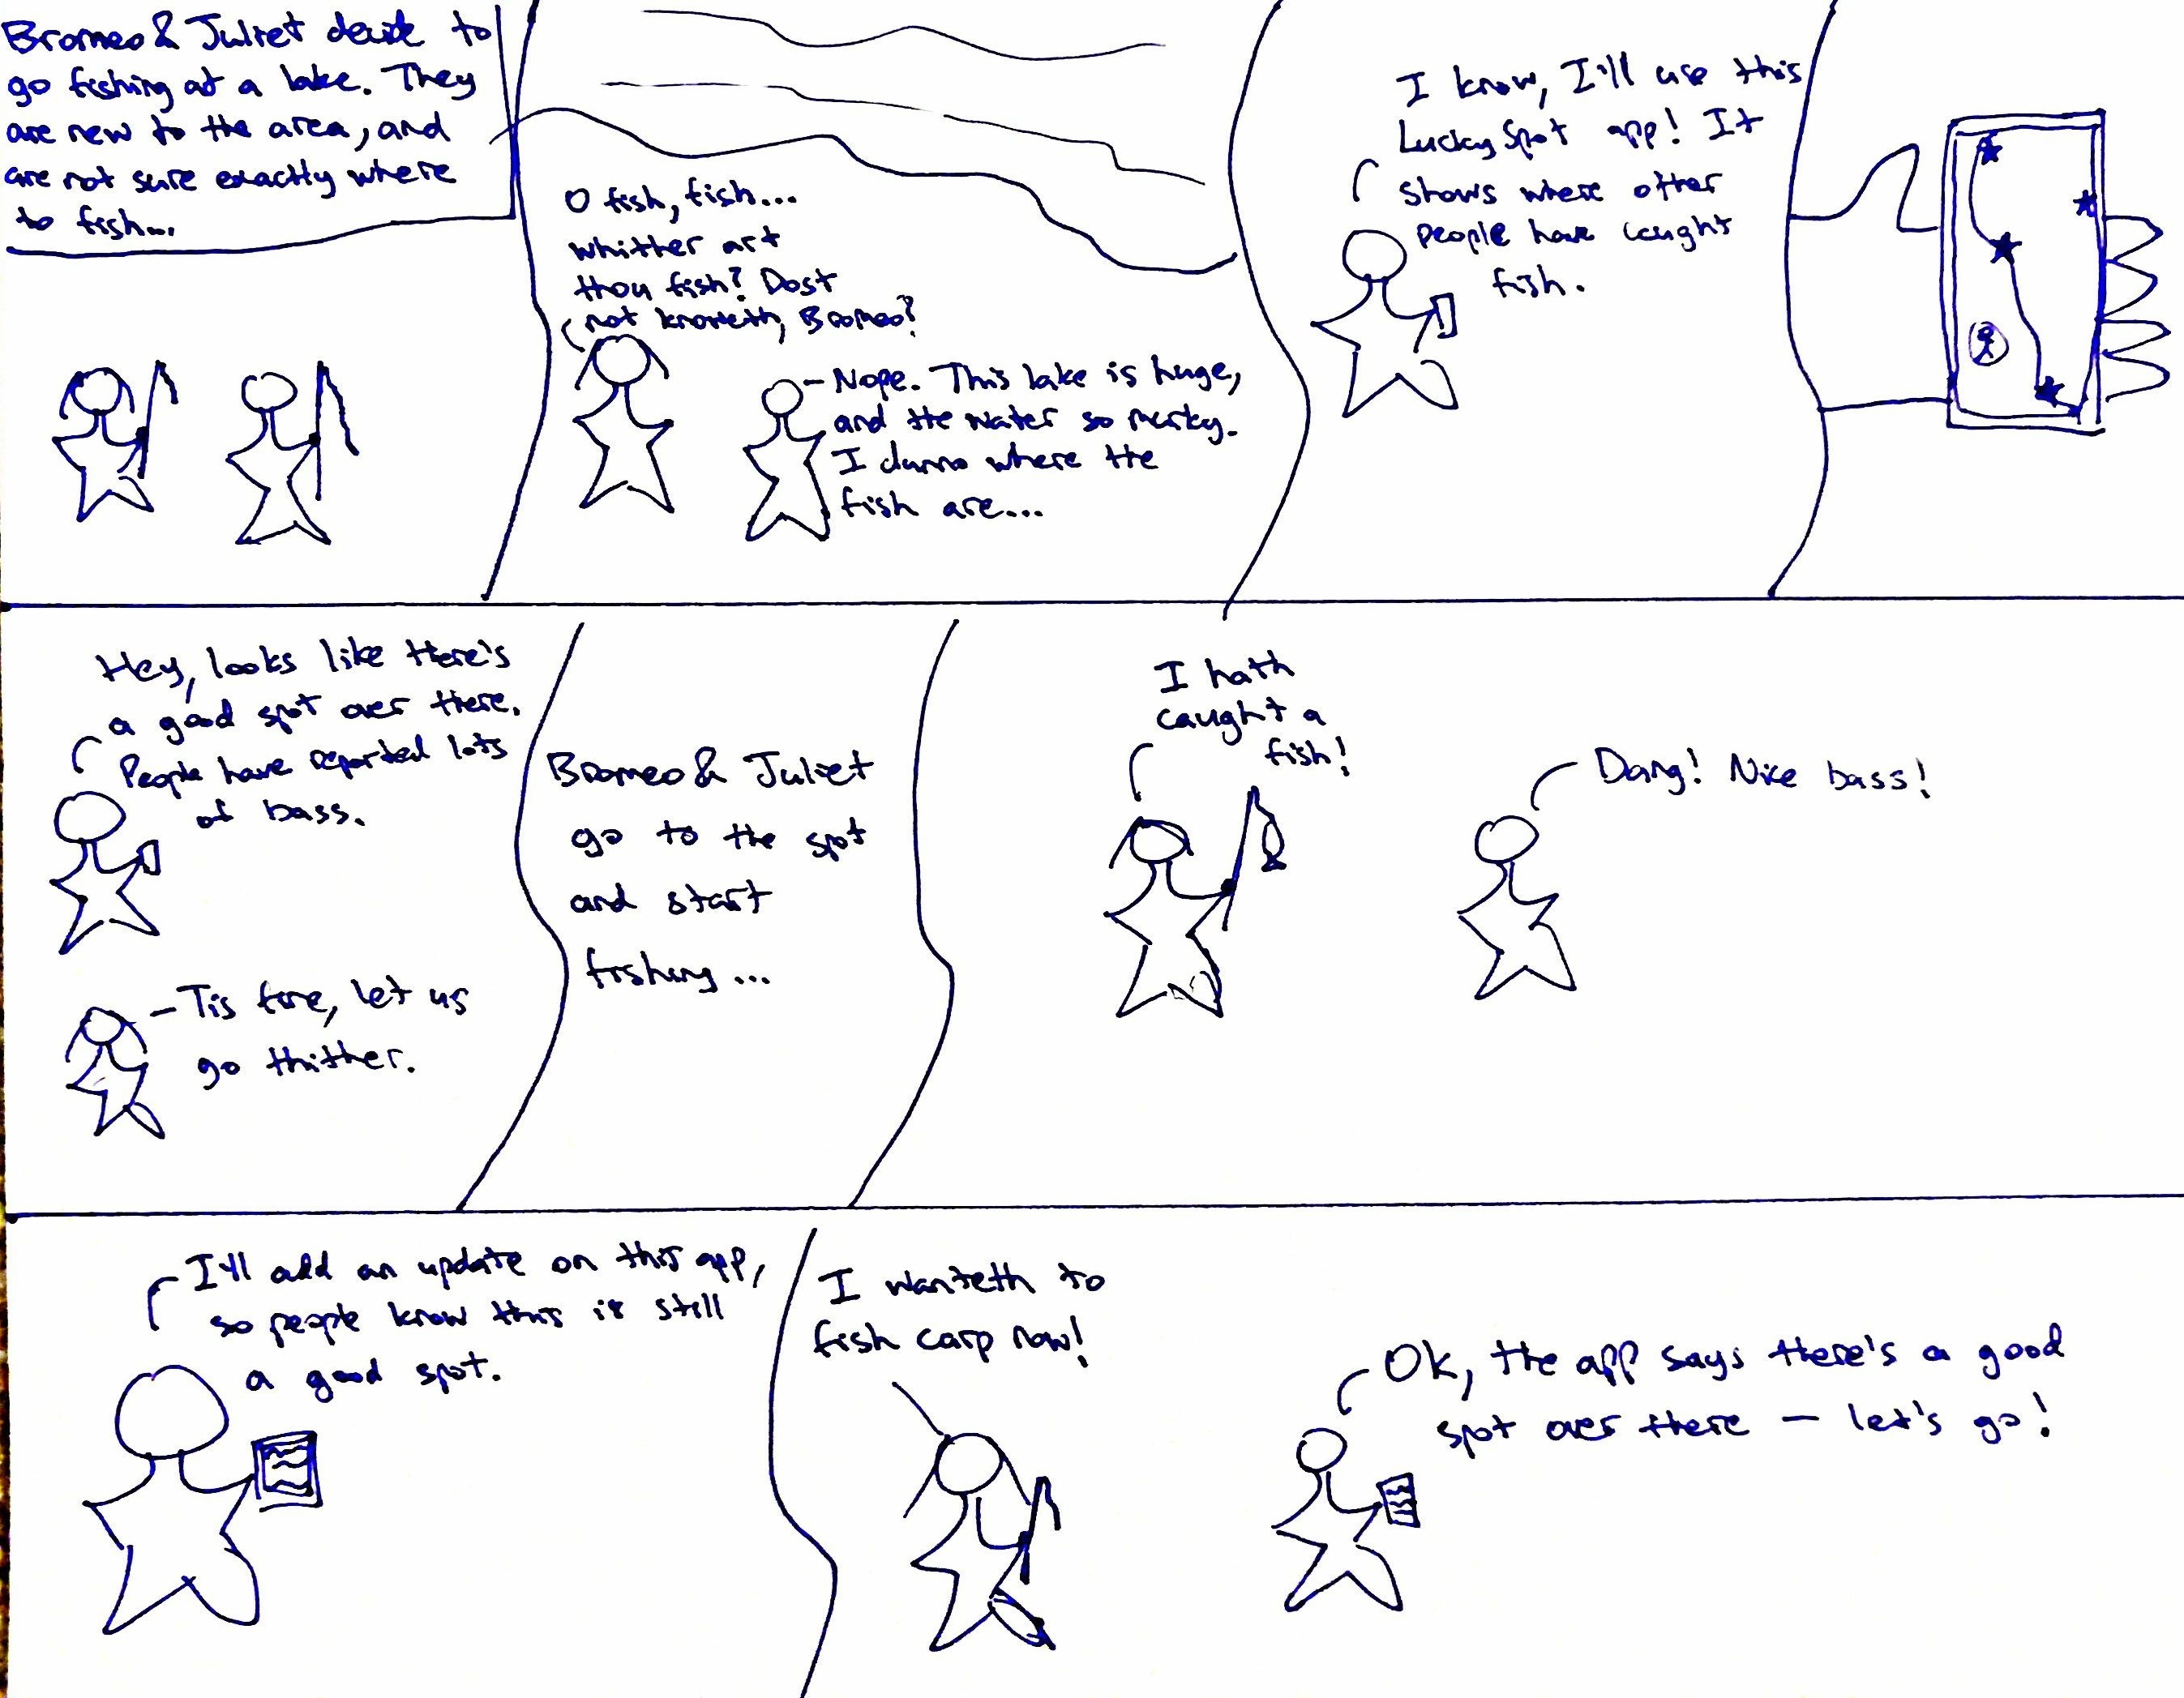 Bromeo & Juliet decide to
go fishing at a lake. They
are new to the area, and
are not sure exactly where
to fish...
O fish, fish...
whither art
thou fish? Dost
not knoweth, Bromeo?
Nope. This lake is huge,
and the water so murky.
I dunno where the
fish are...
I know, I'll use this
LuckySpot app! It
shows where other
people have caught
fish.
Hey, looks like there's
a good spot over there.
People have reported lots
of bass.
Tis fine, let us
go thither.
Bromeo & Juliet
go to the spot
and start
fishing...
I hath
caught a
fish!
Dang! Nice bass!
I'll add an update on this app,
so people know this is still
a good spot.
I wanteth to
fish carp now!
Ok, the app says there's a good
spot over there – let's go!